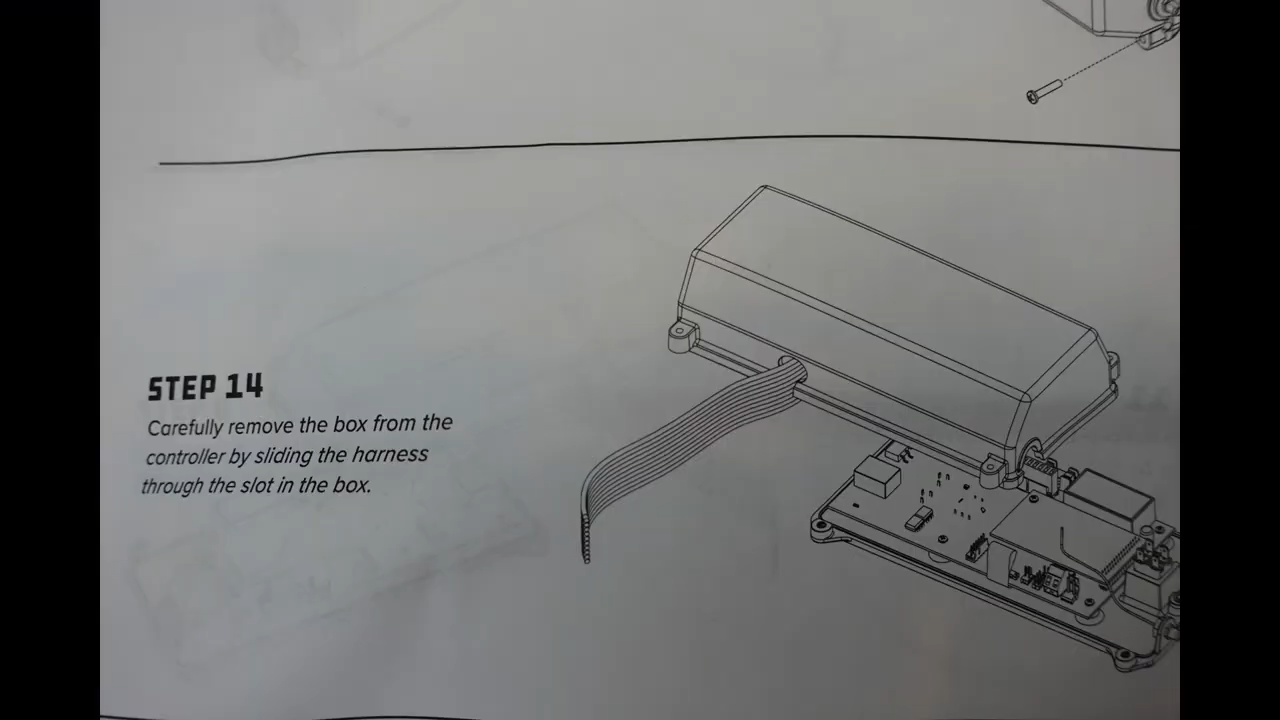 STEP 14
Carefully remove the box from the
controller by sliding the harness
through the slot in the box.